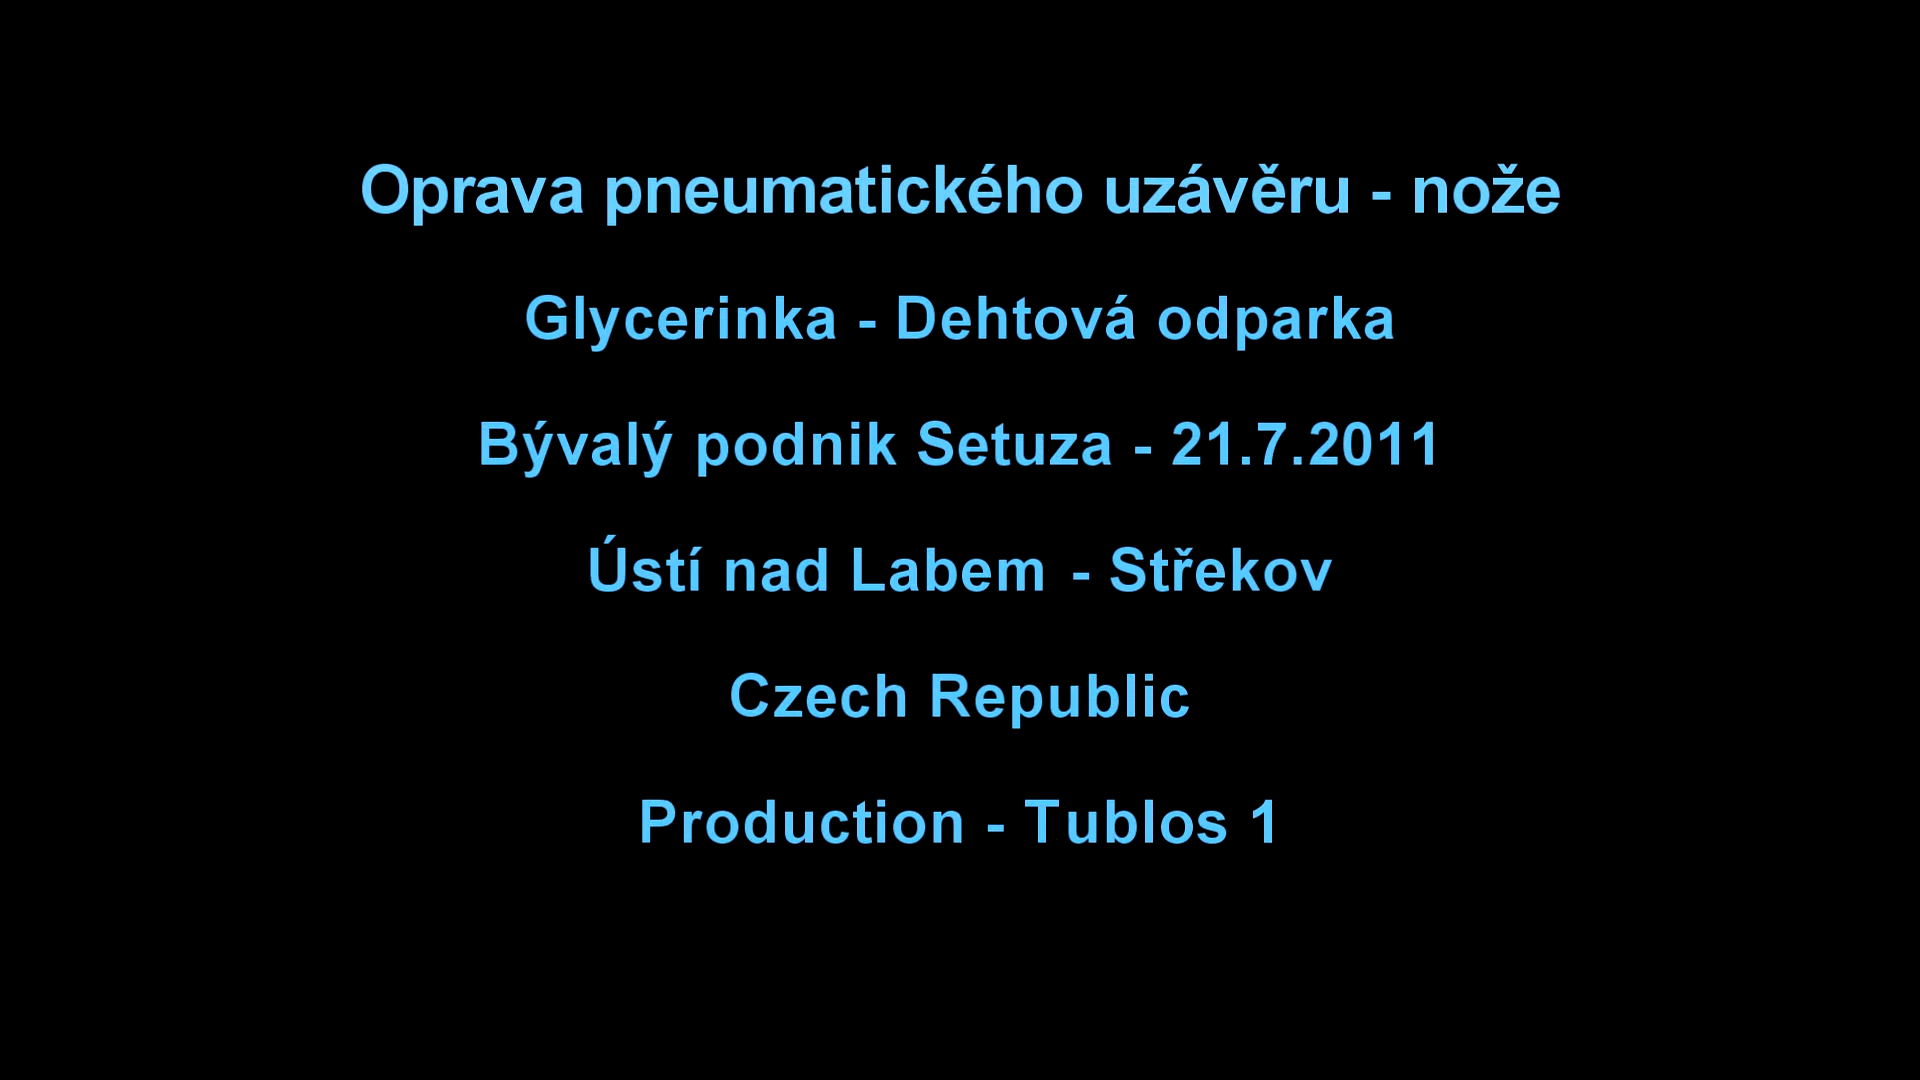 Oprava pneumatického uzávěru - nože
Glycerinka - Dehtová odparka
Bývalý podnik Setuza - 21.7.2011
Ústí nad Labem - Střekov
Czech Republic
Production - Tublos 1